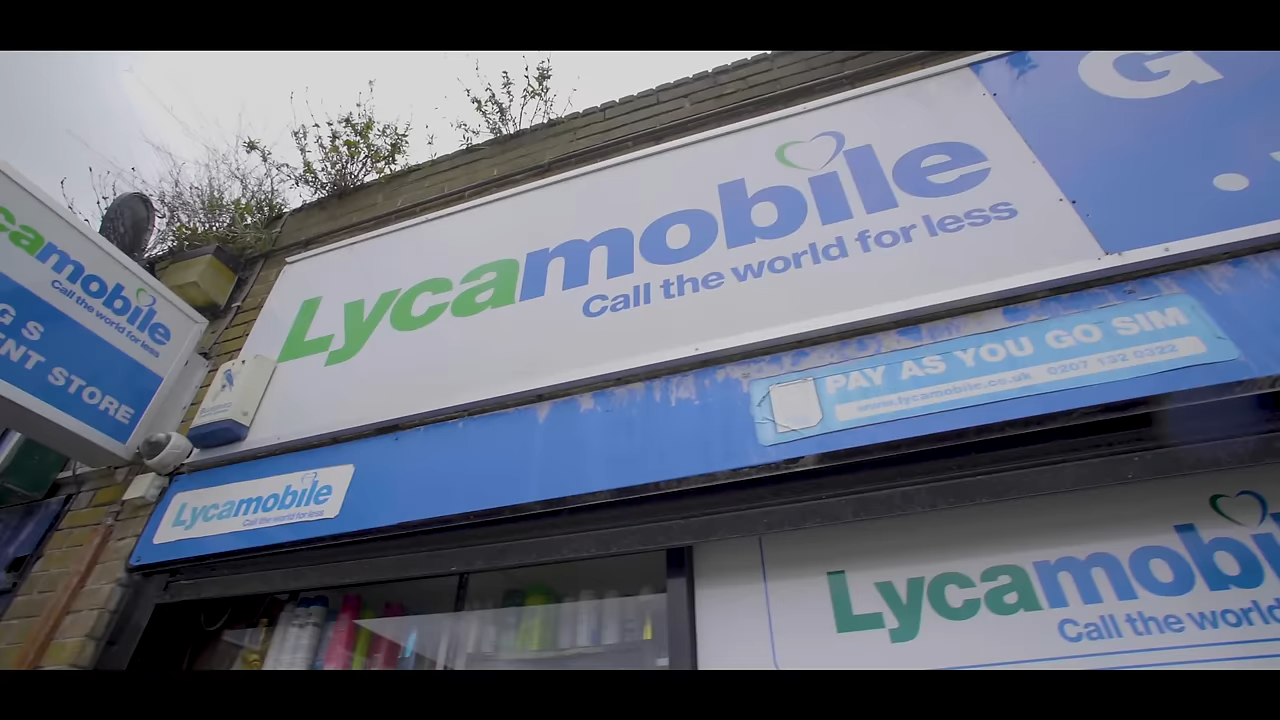 Lycamobile
Call the world for less
G
camobile
Call the world for less
G S
ENT STORE
PAY AS YOU GO SIM
www.lycamobile.co.uk 0207 132 0322
Lycamobile
Call the world for less
Lycamobi
Call the world